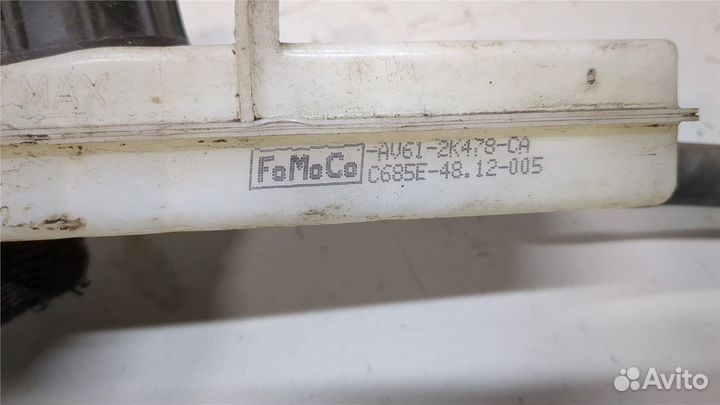 MAX
FoMoCo
-AV61-2K478-CA
C685E-48.12-005
Avito